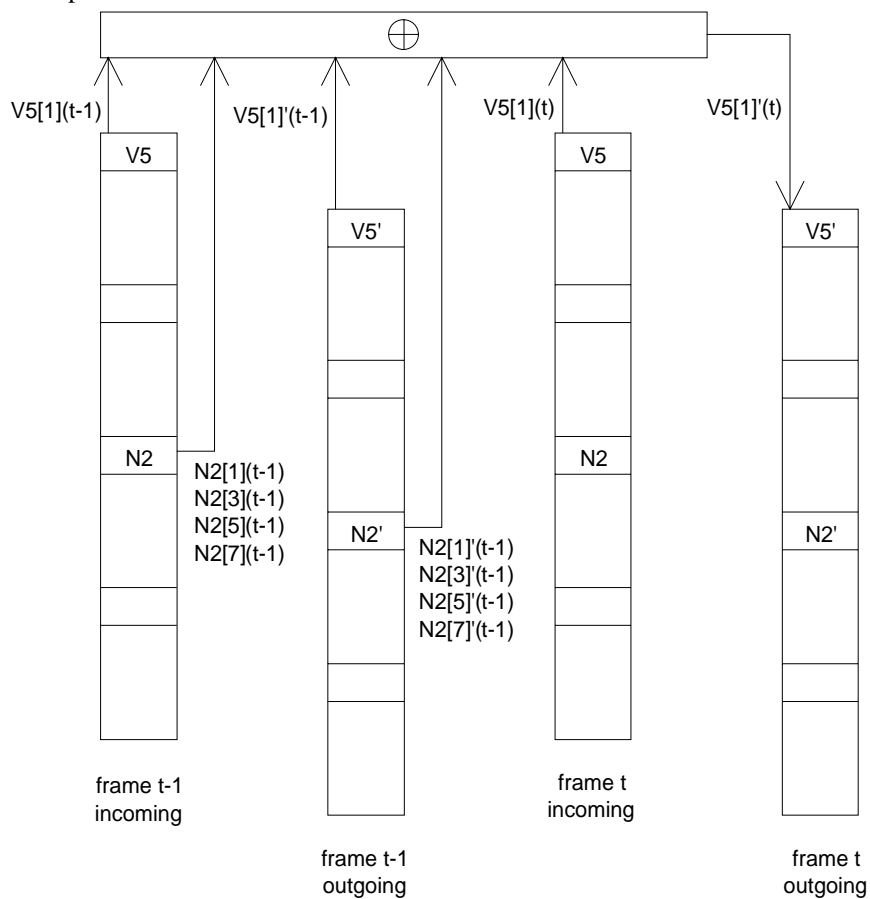 V5[1](t-1)
V5[1]'(t-1)
V5[1](t)
V5[1]'(t)
V5
V5
V5'
V5'
N2
N2
N2[1](t-1)
N2[3](t-1)
N2[5](t-1)
N2[7](t-1)
N2'
N2'
N2[1]'(t-1)
N2[3]'(t-1)
N2[5]'(t-1)
N2[7]'(t-1)
frame t-1
incoming
frame t
incoming
frame t-1
outgoing
frame t
outgoing